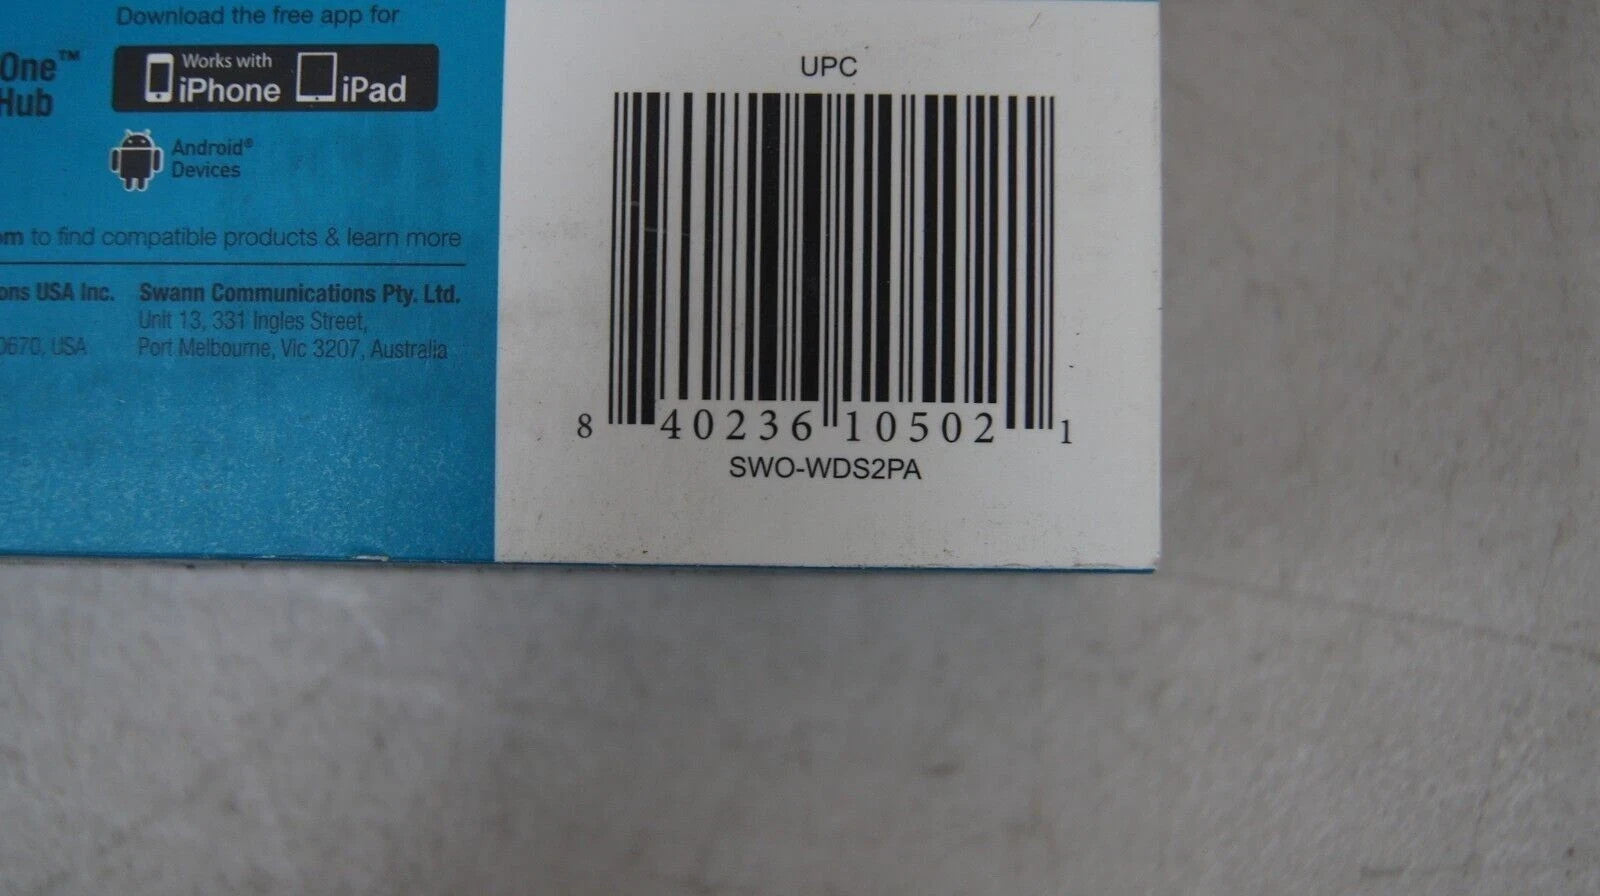 Download the free app for
One™
Hub
Works with
iPhone iPad
Android®
Devices
om to find compatible products & learn more
ons USA Inc.
0670, USA
Swann Communications Pty. Ltd.
Unit 13, 331 Ingles Street,
Port Melbourne, Vic 3207, Australia
UPC
8 40236 10502 1
SWO-WDS2PA